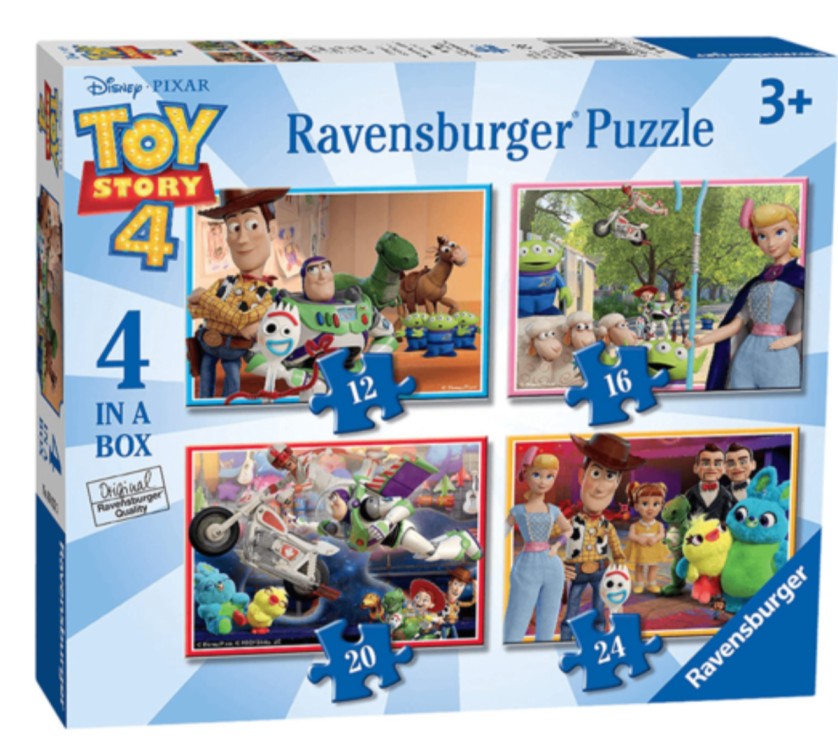 Disney · PIXAR
TOY
STORY
4
Ravensburger® Puzzle
3+
4
IN A
BOX
Original
Ravensburger
Quality
12
16
20
24
Ravensburger
Ravensburger